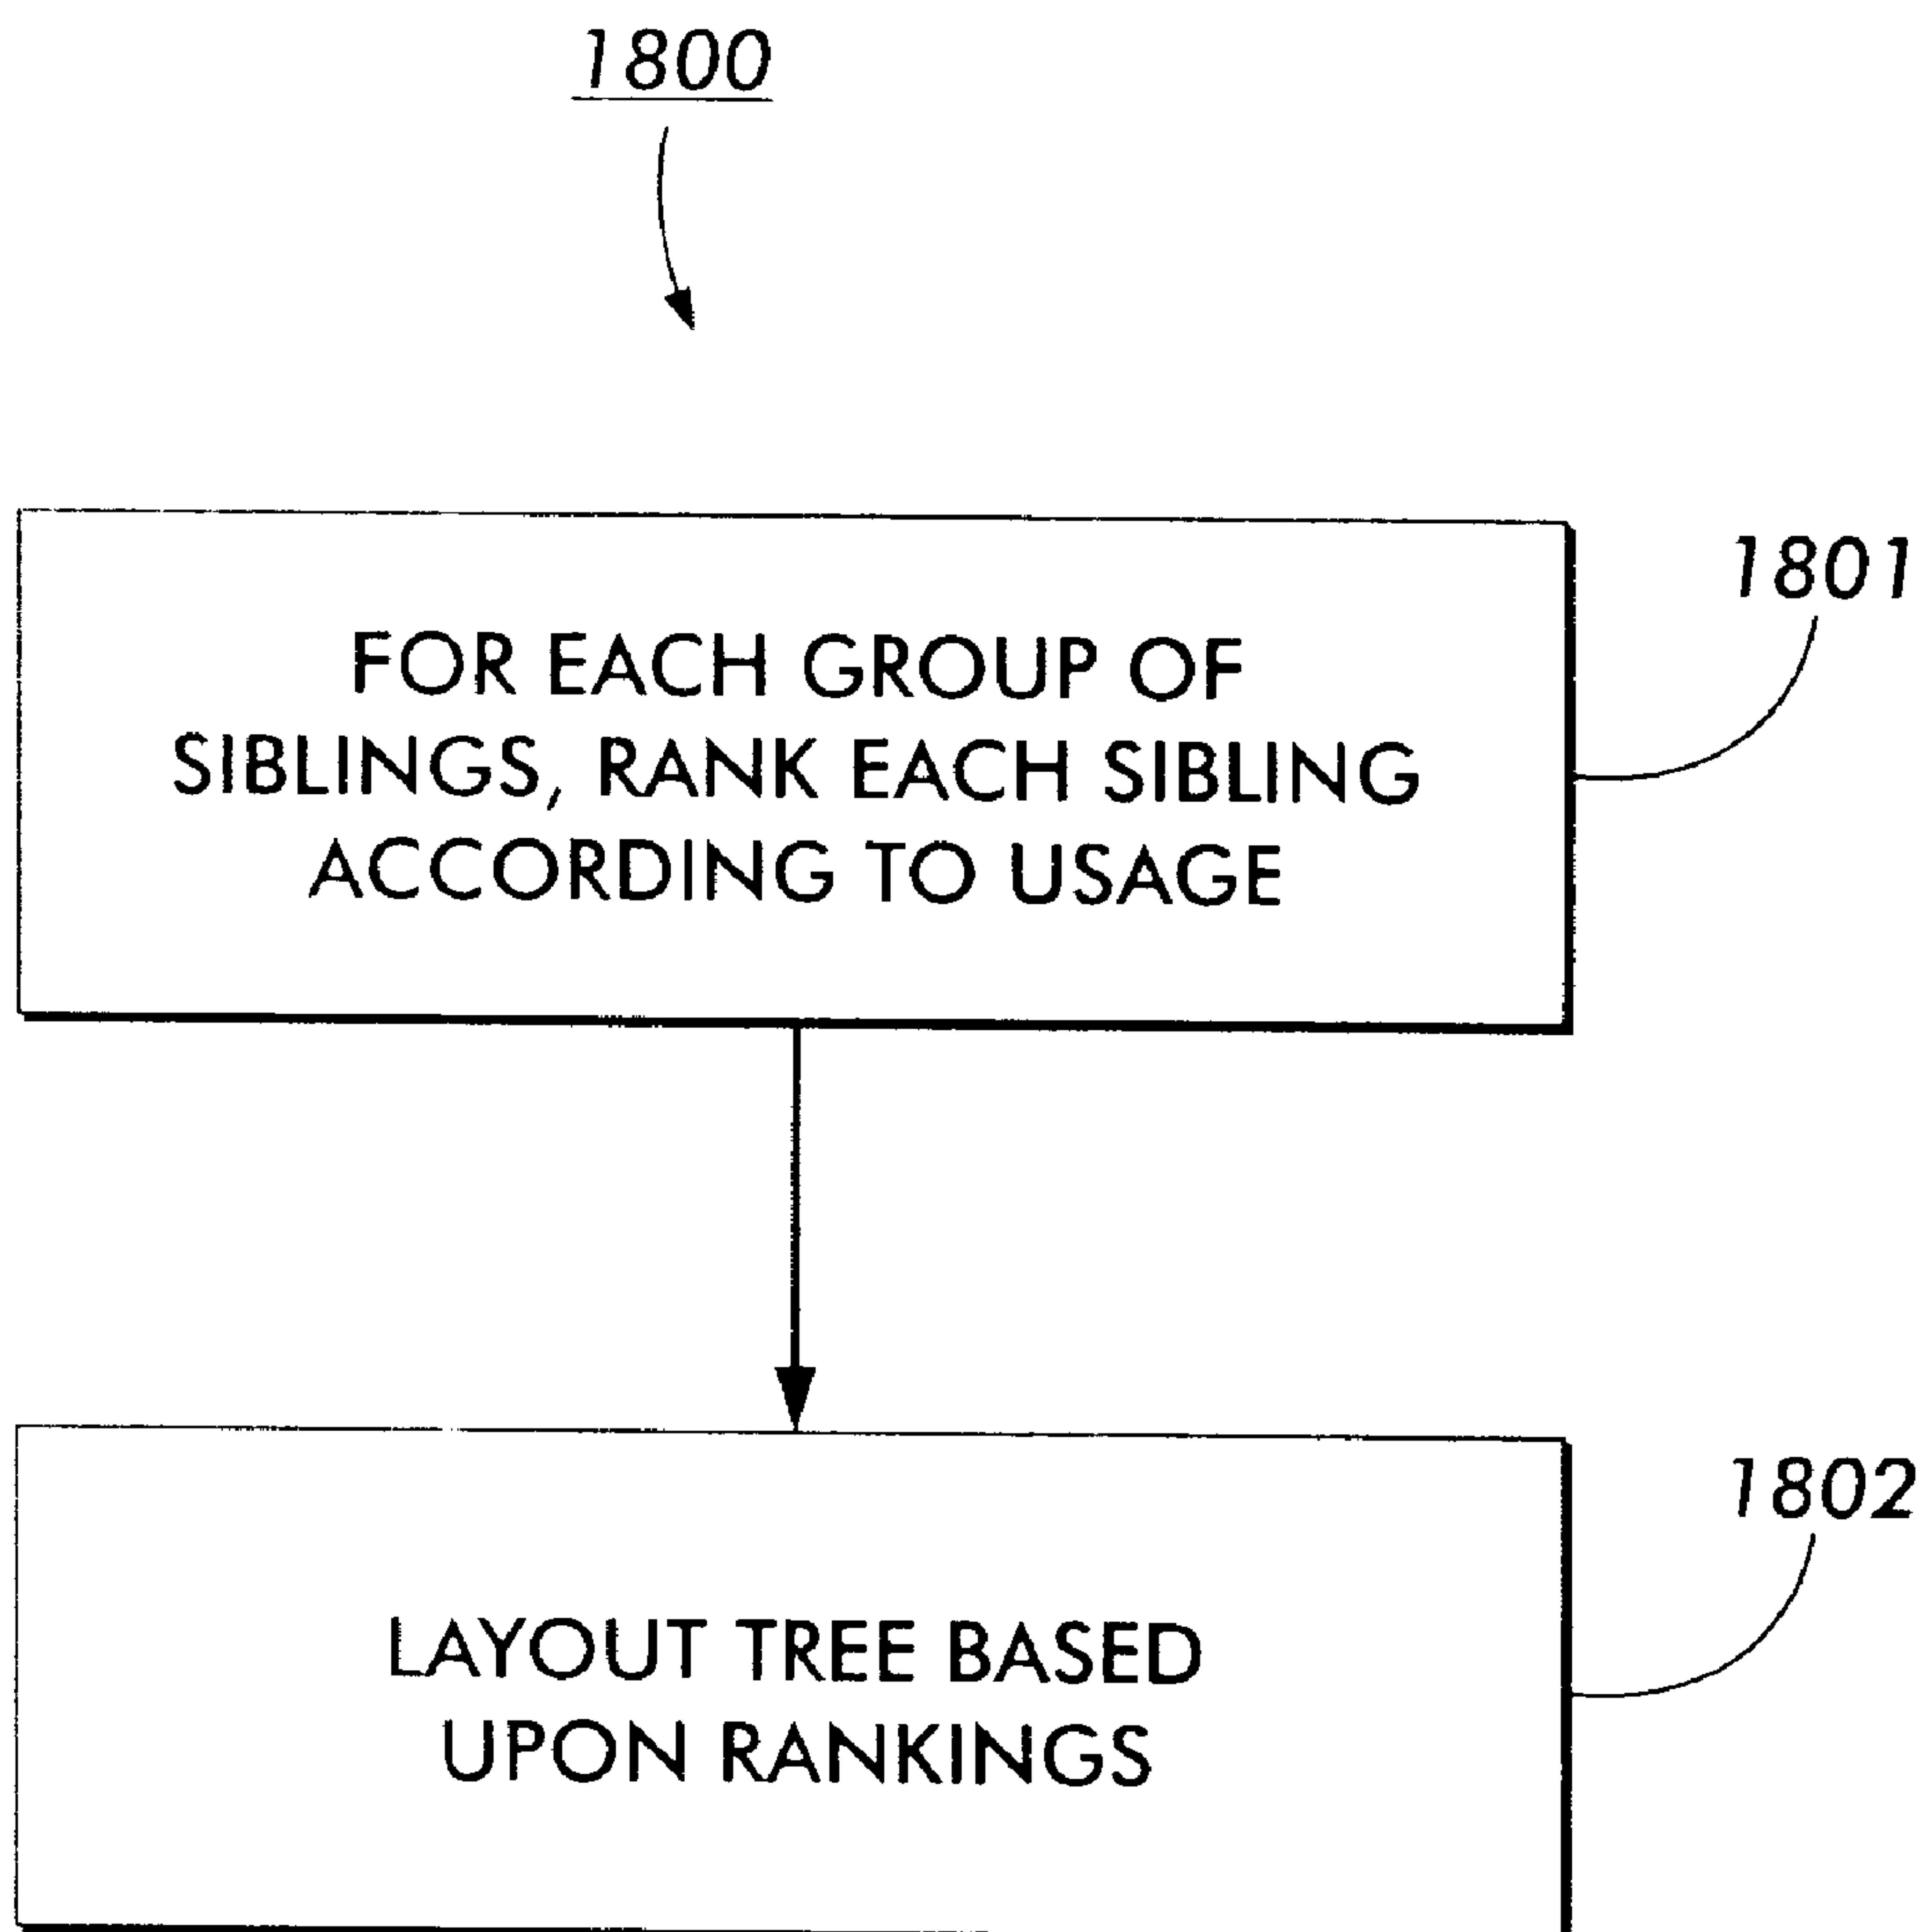 1800
1801
FOR EACH GROUP OF
SIBLINGS, RANK EACH SIBLING
ACCORDING TO USAGE
1802
LAYOUT TREE BASED
UPON RANKINGS